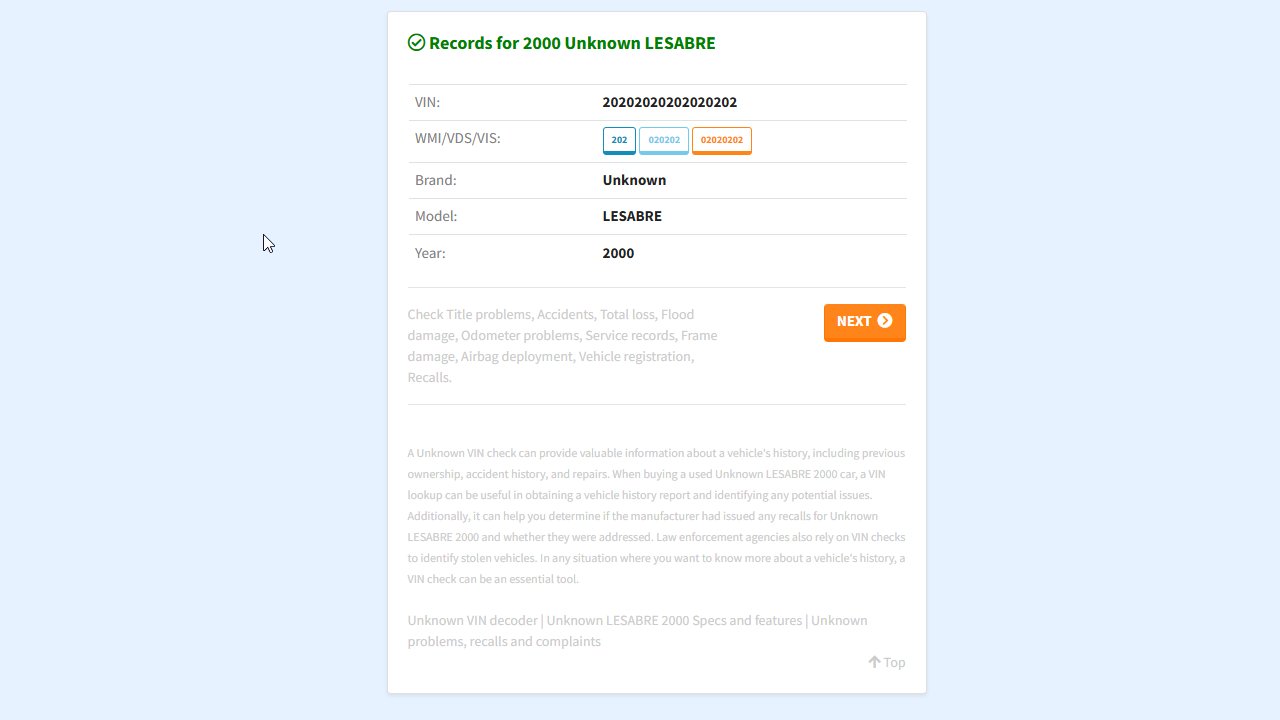 Records for 2000 Unknown LESABRE
VIN: 20202020202020202
WMI/VDS/VIS: 202 020202 02020202
Brand: Unknown
Model: LESABRE
Year: 2000
Check Title problems, Accidents, Total loss, Flood
damage, Odometer problems, Service records, Frame
damage, Airbag deployment, Vehicle registration,
Recalls.
NEXT
A Unknown VIN check can provide valuable information about a vehicle's history, including previous
ownership, accident history, and repairs. When buying a used Unknown LESABRE 2000 car, a VIN
lookup can be useful in obtaining a vehicle history report and identifying any potential issues.
Additionally, it can help you determine if the manufacturer had issued any recalls for Unknown
LESABRE 2000 and whether they were addressed. Law enforcement agencies also rely on VIN checks
to identify stolen vehicles. In any situation where you want to know more about a vehicle's history, a
VIN check can be an essential tool.
Unknown VIN decoder | Unknown LESABRE 2000 Specs and features | Unknown
problems, recalls and complaints
Top